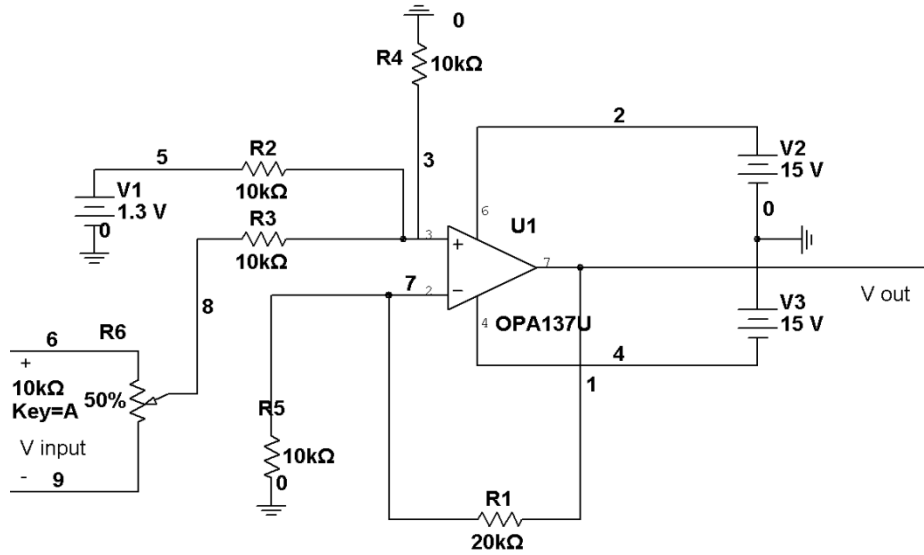 0
R4
10kΩ
2
5
R2
3
V2
15 V
V1
1.3 V
0
10kΩ
6
U1
0
R3
3
+
10kΩ
7
8
7
2
−
V out
6
R6
4
OPA137U
V3
15 V
+
4
10kΩ
50%
Key=A
1
R5
V input
10kΩ
-
9
0
R1
20kΩ